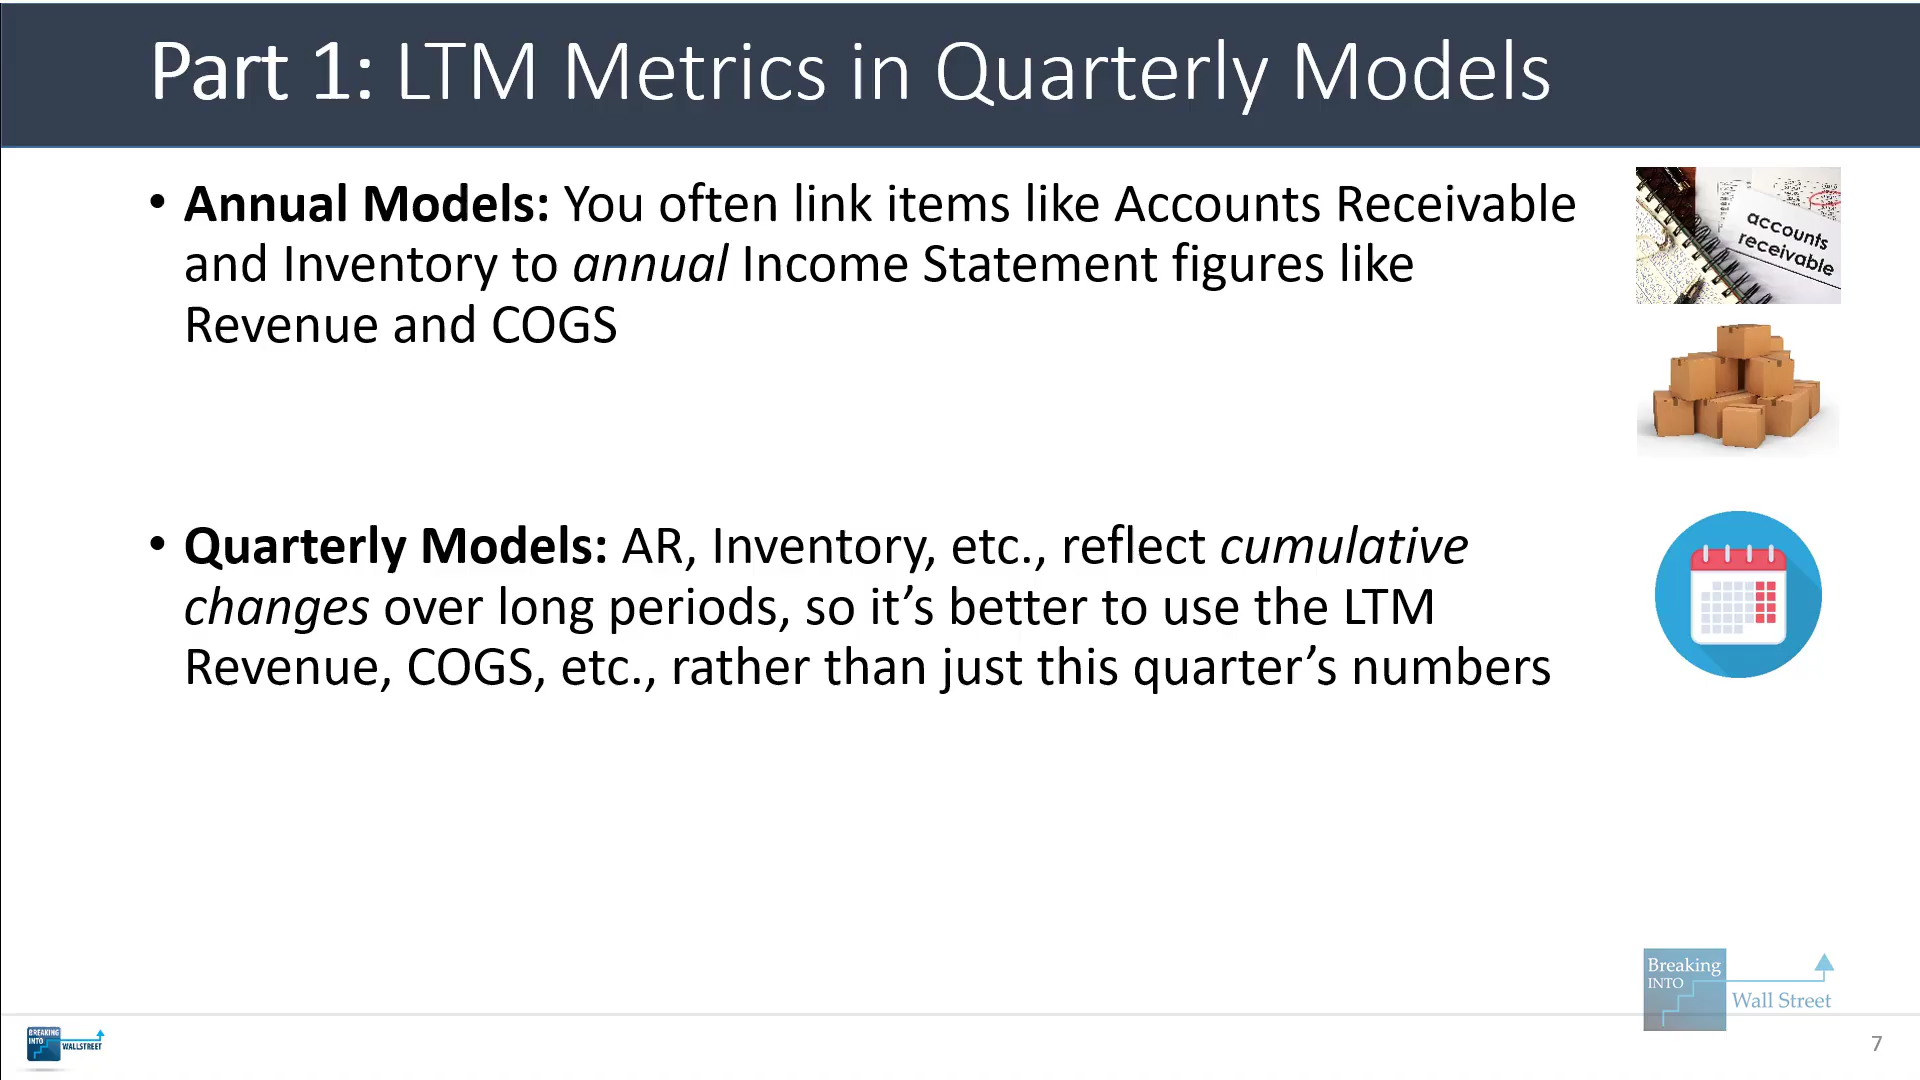 Part 1: LTM Metrics in Quarterly Models
• Annual Models: You often link items like Accounts Receivable
and Inventory to annual Income Statement figures like
Revenue and COGS
accounts
receivable
• Quarterly Models: AR, Inventory, etc., reflect cumulative
changes over long periods, so it’s better to use the LTM
Revenue, COGS, etc., rather than just this quarter’s numbers
Breaking
INTO
Wall Street
BREAKING
INTO
WALLSTREET
7